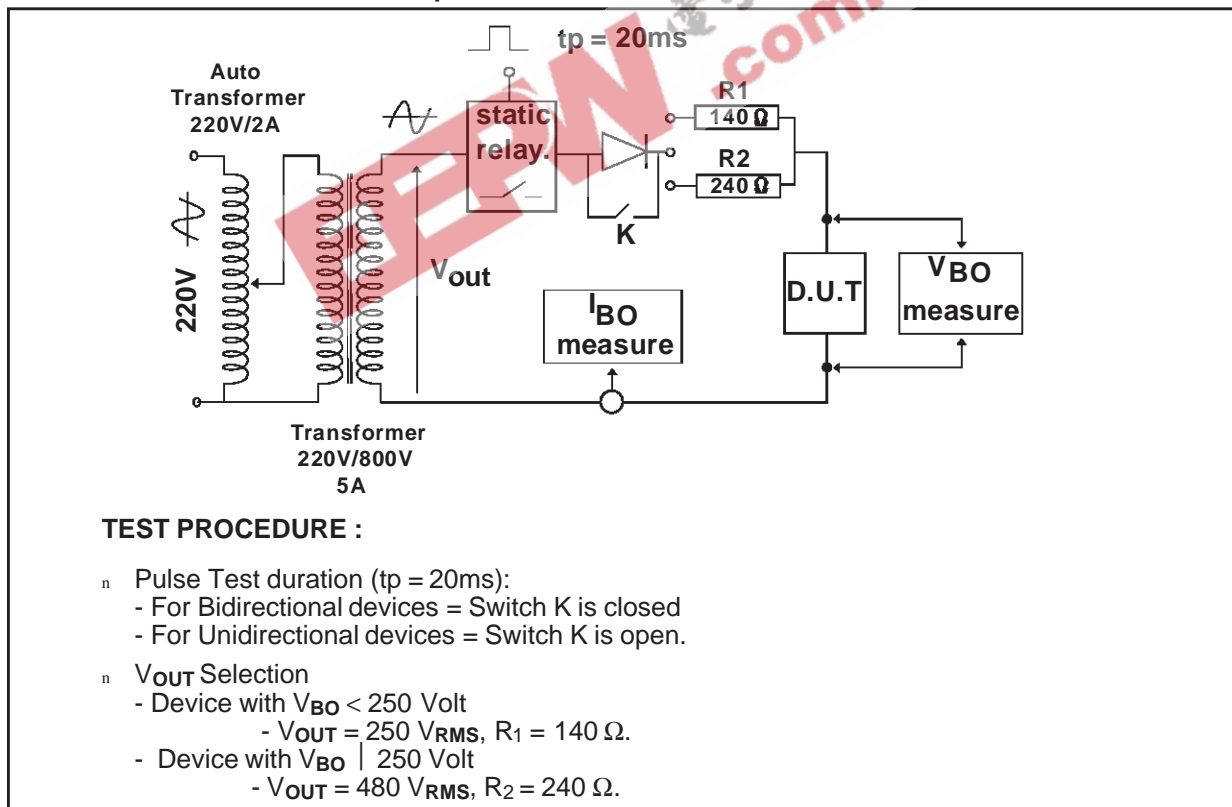 tp = 20ms
Auto
Transformer
220V/2A
static
relay.
R1
140 Ω
R2
240 Ω
K
220V
Vout
IBO
measure
D.U.T
VBO
measure
Transformer
220V/800V
5A
TEST PROCEDURE :
n Pulse Test duration (tp = 20ms):
- For Bidirectional devices = Switch K is closed
- For Unidirectional devices = Switch K is open.
n VOUT Selection
- Device with VBO < 250 Volt
- VOUT = 250 VRMS, R1 = 140 Ω.
- Device with VBO | 250 Volt
- VOUT = 480 VRMS, R2 = 240 Ω.
EEPW
.com.